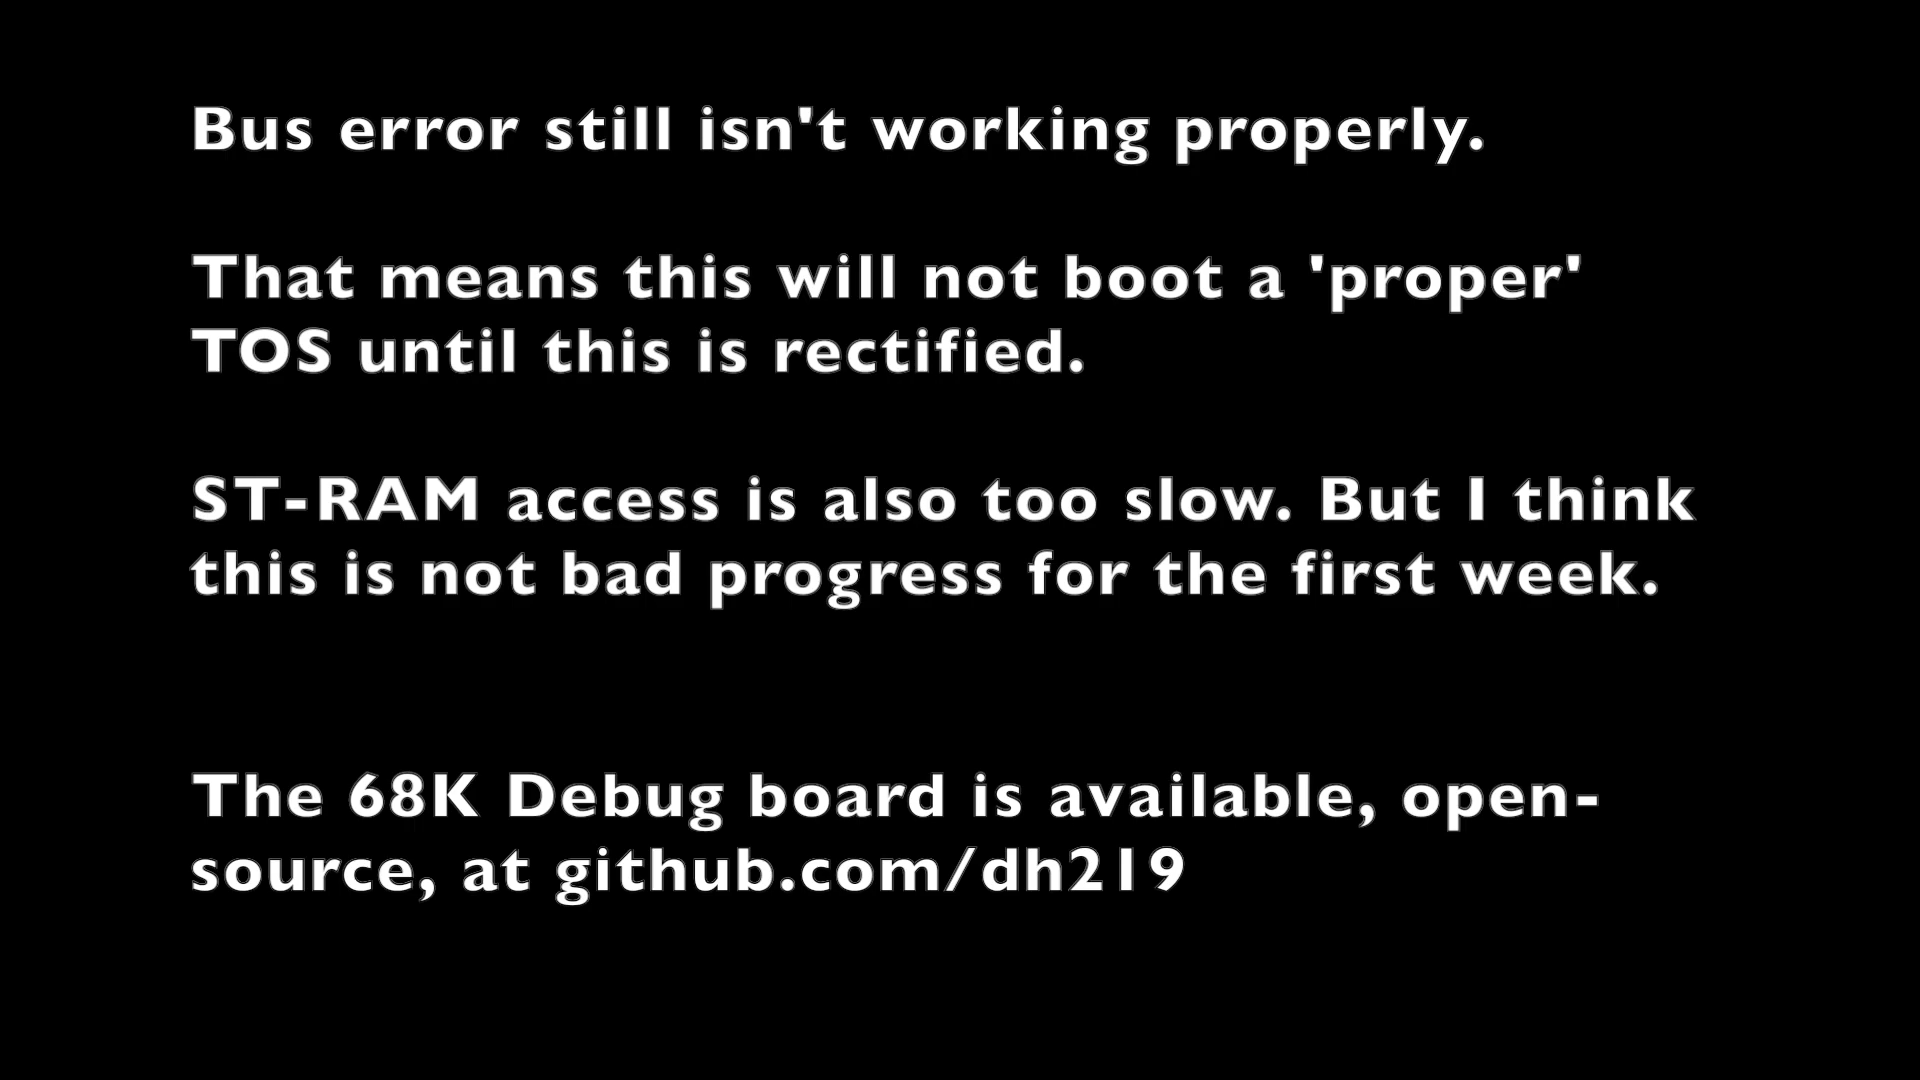 Bus error still isn't working properly.
That means this will not boot a 'proper'
TOS until this is rectified.
ST-RAM access is also too slow. But I think
this is not bad progress for the first week.
The 68K Debug board is available, open-
source, at github.com/dh219